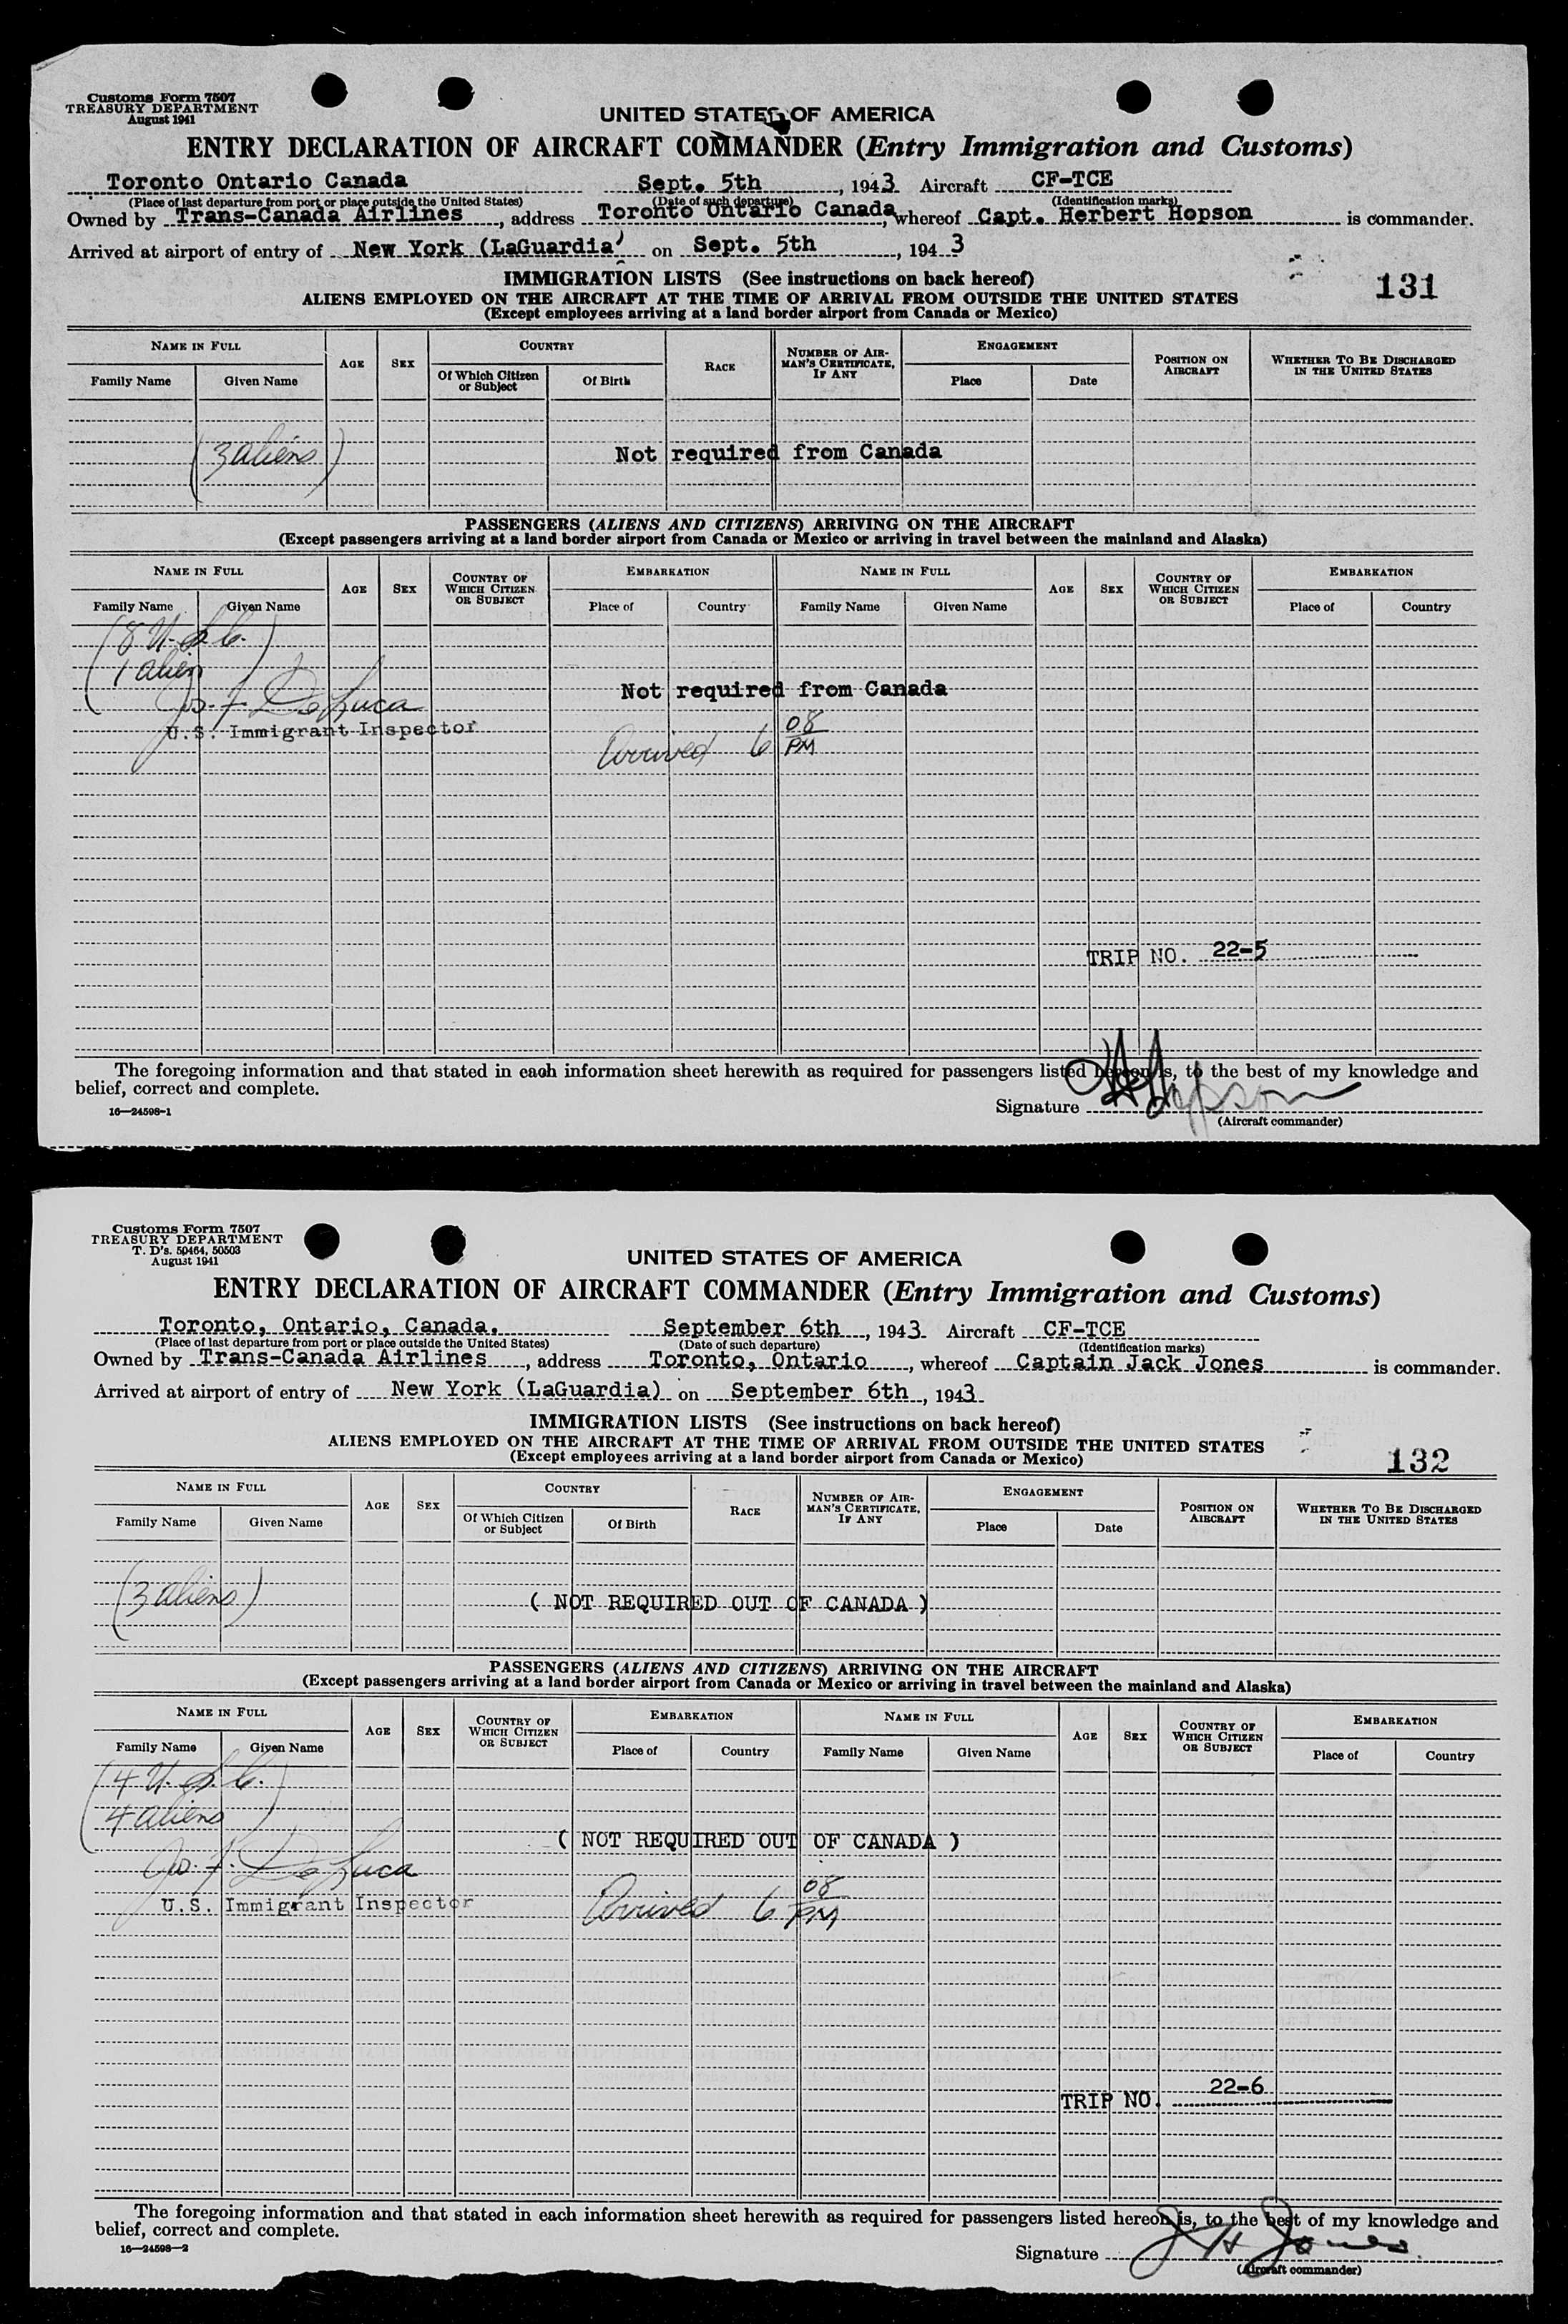 Customs Form 7507
TREASURY DEPARTMENT
August 1941
UNITED STATES OF AMERICA
ENTRY DECLARATION OF AIRCRAFT COMMANDER (Entry Immigration and Customs)
Toronto Ontario Canada Sept. 5th, 1943 Aircraft CF-TCE
(Place of last departure from port or place outside the United States) (Date of such departure) (Identification marks)
Owned by Trans-Canada Airlines, address Toronto Ontario Canada, whereof Capt. Herbert Hopson is commander.
Arrived at airport of entry of New York (LaGuardia) on Sept. 5th, 1943
IMMIGRATION LISTS (See instructions on back hereof)
131
ALIENS EMPLOYED ON THE AIRCRAFT AT THE TIME OF ARRIVAL FROM OUTSIDE THE UNITED STATES
(Except employees arriving at a land border airport from Canada or Mexico)
NAME IN FULL AGE SEX COUNTRY RACE NUMBER OF AIRMAN'S CERTIFICATE, IF ANY ENGAGEMENT POSITION ON AIRCRAFT WHETHER TO BE DISCHARGED IN THE UNITED STATES
Family Name Given Name Of Which Citizen or Subject Of Birth Place Date
(3 aliens) Not required from Canada
PASSENGERS (ALIENS AND CITIZENS) ARRIVING ON THE AIRCRAFT
(Except passengers arriving at a land border airport from Canada or Mexico or arriving in travel between the mainland and Alaska)
NAME IN FULL AGE SEX COUNTRY OF WHICH CITIZEN OR SUBJECT EMBARKATION NAME IN FULL AGE SEX COUNTRY OF WHICH CITIZEN OR SUBJECT EMBARKATION
Family Name Given Name Place of Country Family Name Given Name Place of Country
(8 U.S.C.)
(1 alien)
Jos. F. DeLuca Not required from Canada
U.S. Immigrant Inspector
Arrived 6 08 PM
TRIP NO. 22-5
The foregoing information and that stated in each information sheet herewith as required for passengers listed hereon is, to the best of my knowledge and
belief, correct and complete.
16—24598-1
Signature H Hopson
(Aircraft commander)
Customs Form 7507
TREASURY DEPARTMENT
T. D's. 50464, 50503
August 1941
UNITED STATES OF AMERICA
ENTRY DECLARATION OF AIRCRAFT COMMANDER (Entry Immigration and Customs)
Toronto, Ontario, Canada. September 6th, 1943 Aircraft CF-TCE
(Place of last departure from port or place outside the United States) (Date of such departure) (Identification marks)
Owned by Trans-Canada Airlines, address Toronto, Ontario, whereof Captain Jack Jones is commander.
Arrived at airport of entry of New York (LaGuardia) on September 6th, 1943
IMMIGRATION LISTS (See instructions on back hereof)
ALIENS EMPLOYED ON THE AIRCRAFT AT THE TIME OF ARRIVAL FROM OUTSIDE THE UNITED STATES
(Except employees arriving at a land border airport from Canada or Mexico)
132
NAME IN FULL AGE SEX COUNTRY RACE NUMBER OF AIRMAN'S CERTIFICATE, IF ANY ENGAGEMENT POSITION ON AIRCRAFT WHETHER TO BE DISCHARGED IN THE UNITED STATES
Family Name Given Name Of Which Citizen or Subject Of Birth Place Date
(3 aliens) ( NOT REQUIRED OUT OF CANADA )
PASSENGERS (ALIENS AND CITIZENS) ARRIVING ON THE AIRCRAFT
(Except passengers arriving at a land border airport from Canada or Mexico or arriving in travel between the mainland and Alaska)
NAME IN FULL AGE SEX COUNTRY OF WHICH CITIZEN OR SUBJECT EMBARKATION NAME IN FULL AGE SEX COUNTRY OF WHICH CITIZEN OR SUBJECT EMBARKATION
Family Name Given Name Place of Country Family Name Given Name Place of Country
(4 U.S.C.)
4 aliens
( NOT REQUIRED OUT OF CANADA )
Jos. F. DeLuca
U.S. Immigrant Inspector Arrived 6 08 PM
TRIP NO. 22-6
The foregoing information and that stated in each information sheet herewith as required for passengers listed hereon is, to the best of my knowledge and
belief, correct and complete.
16—24598-2
Signature J H Jones
(Aircraft commander)